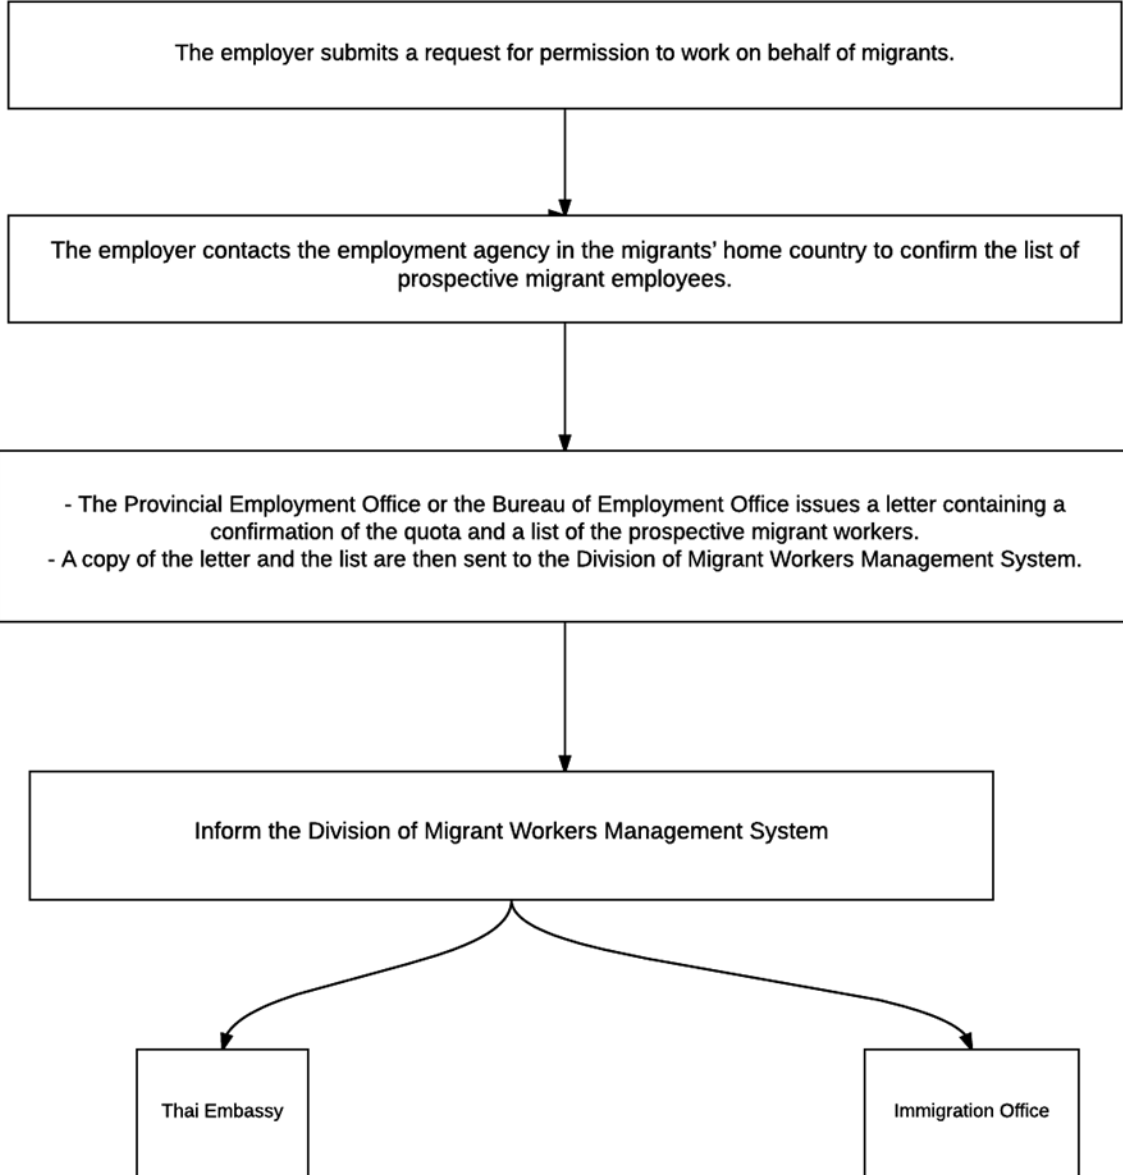 The employer submits a request for permission to work on behalf of migrants.
The employer contacts the employment agency in the migrants’ home country to confirm the list of
prospective migrant employees.
- The Provincial Employment Office or the Bureau of Employment Office issues a letter containing a
confirmation of the quota and a list of the prospective migrant workers.
- A copy of the letter and the list are then sent to the Division of Migrant Workers Management System.
Inform the Division of Migrant Workers Management System
Thai Embassy
Immigration Office